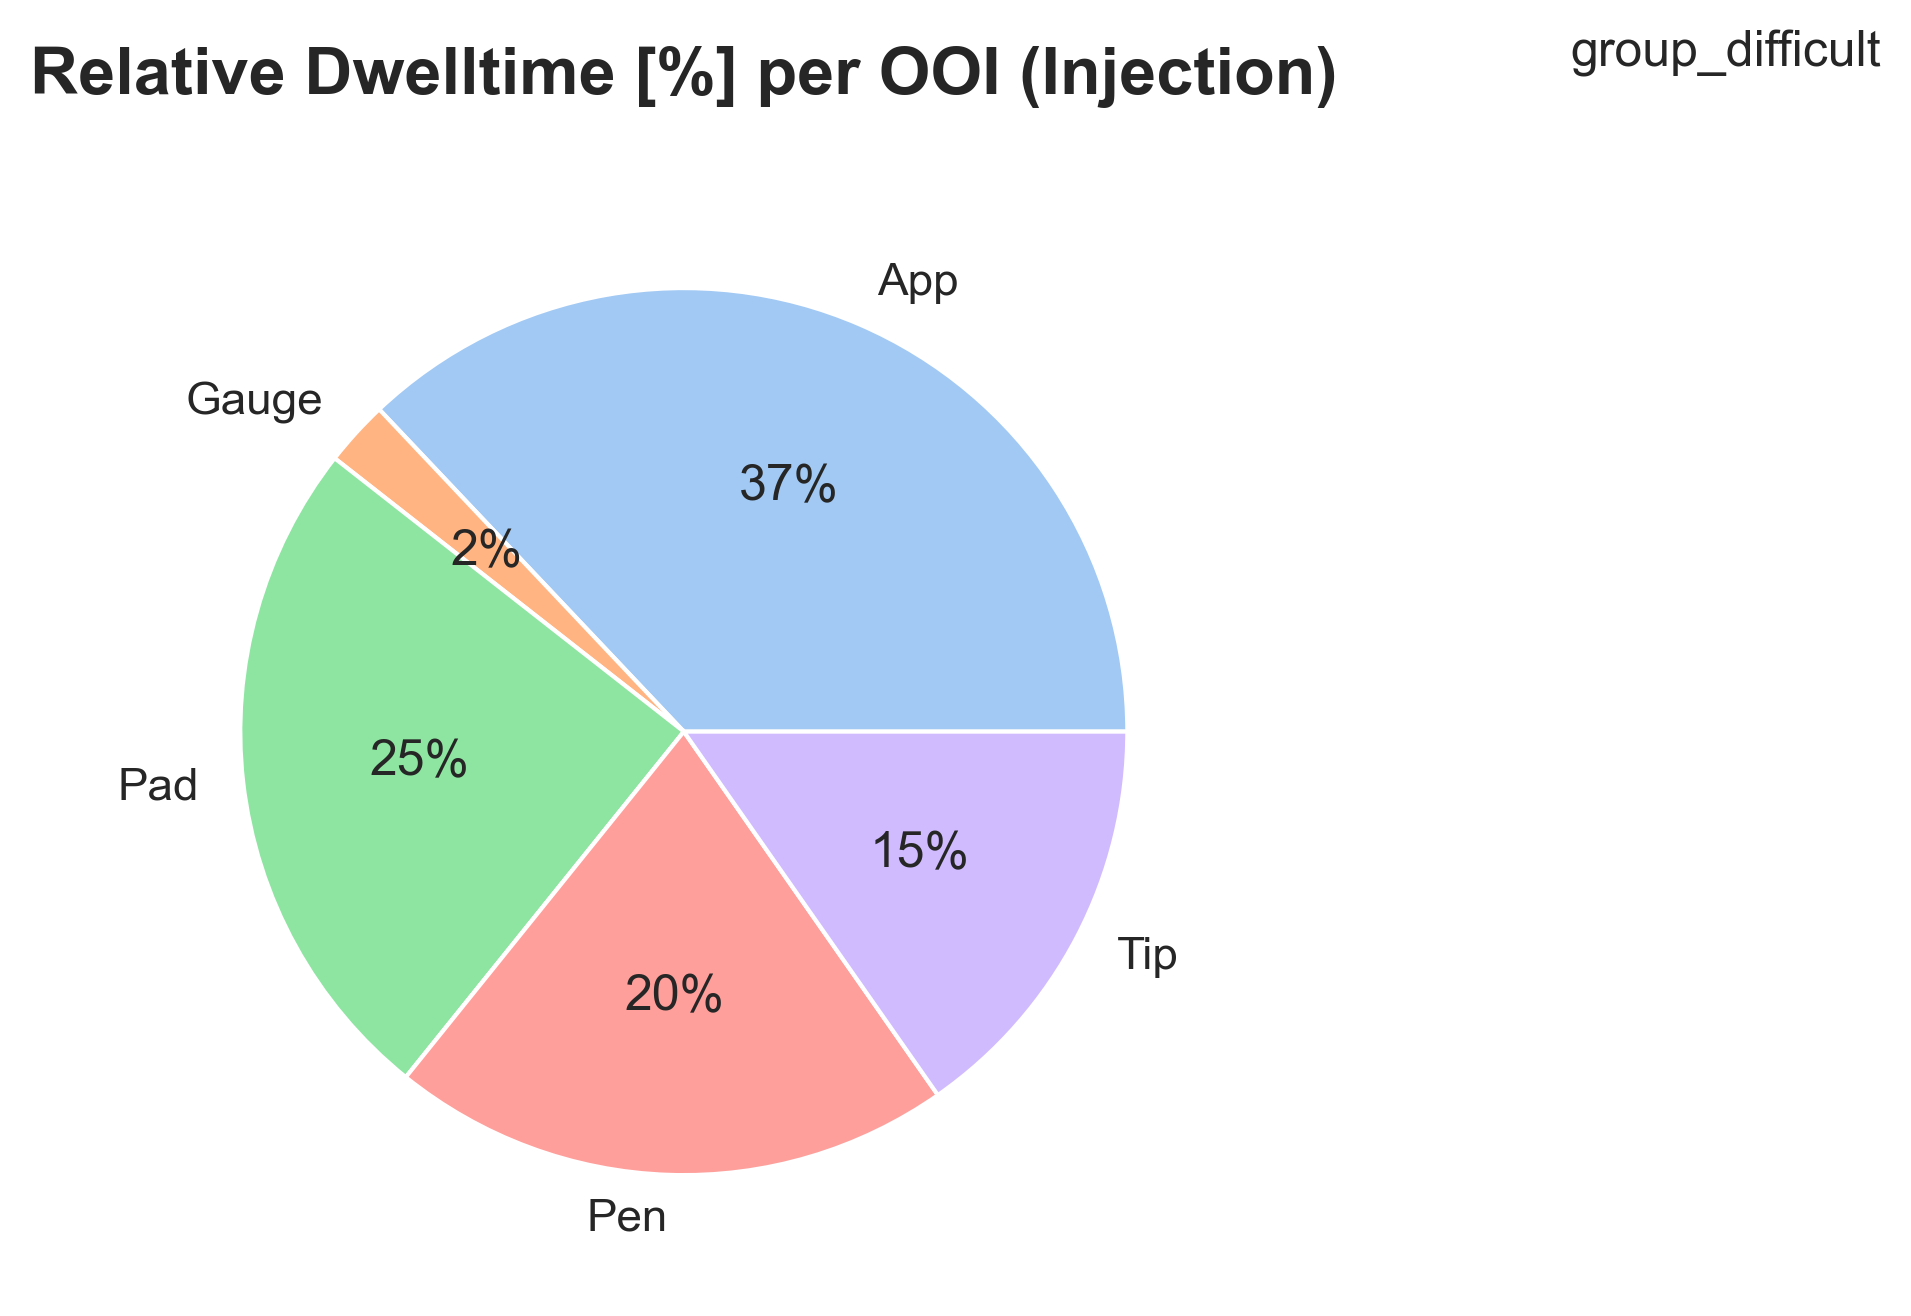 Relative Dwelltime [%] per OOI (Injection)
group_difficult
App
Gauge
37%
2%
25%
Pad
15%
Tip
20%
Pen